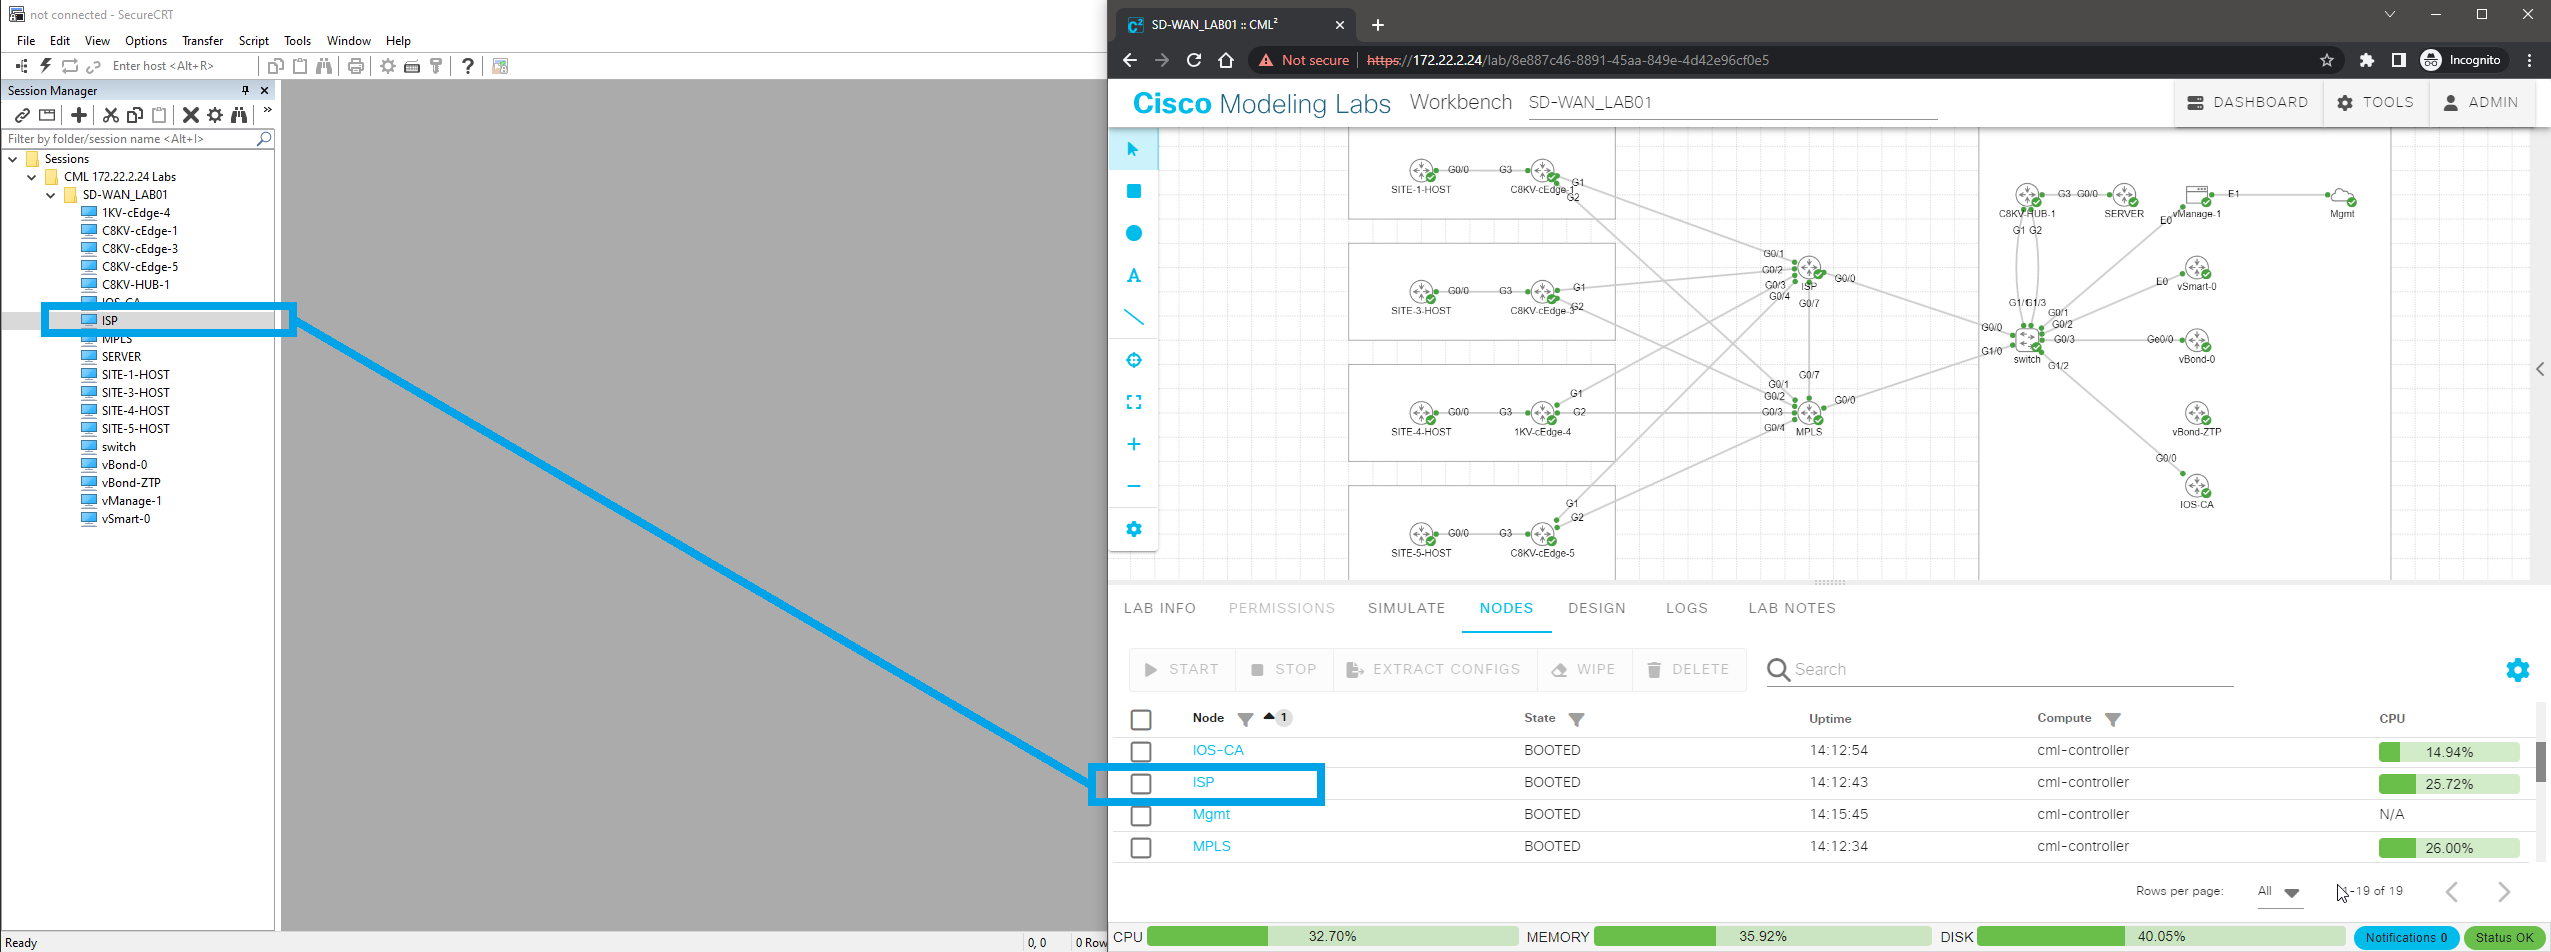 not connected - SecureCRT
File Edit View Options Transfer Script Tools Window Help
Enter host <Alt+R>
Session Manager
Filter by folder/session name <Alt+I>
Sessions
CML 172.22.2.24 Labs
SD-WAN_LAB01
1KV-cEdge-4
C8KV-cEdge-1
C8KV-cEdge-3
C8KV-cEdge-5
C8KV-HUB-1
IOS-CA
ISP
MPLS
SERVER
SITE-1-HOST
SITE-3-HOST
SITE-4-HOST
SITE-5-HOST
switch
vBond-0
vBond-ZTP
vManage-1
vSmart-0
Ready
0, 0
0 Row
SD-WAN_LAB01 :: CML²
Not secure https://172.22.2.24/lab/8e887c46-8891-45aa-849e-4d42e96cf0e5
Incognito
Cisco Modeling Labs Workbench SD-WAN_LAB01
DASHBOARD TOOLS ADMIN
SITE-1-HOST G0/0 G3 C8KV-cEdge-1 G1 G2
SITE-3-HOST G0/0 G3 C8KV-cEdge-3 G1 G2
SITE-4-HOST G0/0 G3 1KV-cEdge-4 G1 G2
SITE-5-HOST G0/0 G3 C8KV-cEdge-5 G1 G2
G0/1 G0/2 G0/3 G0/4 ISP G0/0 G0/7
G0/7 G0/1 G0/2 G0/3 G0/4 MPLS G0/0
C8KV-HUB-1 G3 G0/0 SERVER
G1 G2
vManage-1 E1 Mgmt
E0
E0 vSmart-0
G1/1 G1/3
G0/0 G1/0 switch G0/1 G0/2 G0/3 G1/2
Ge0/0 vBond-0
vBond-ZTP
G0/0 IOS-CA
LAB INFO PERMISSIONS SIMULATE NODES DESIGN LOGS LAB NOTES
START STOP EXTRACT CONFIGS WIPE DELETE Search
Node 1 State Uptime Compute CPU
IOS-CA BOOTED 14:12:54 cml-controller 14.94%
ISP BOOTED 14:12:43 cml-controller 25.72%
Mgmt BOOTED 14:15:45 cml-controller N/A
MPLS BOOTED 14:12:34 cml-controller 26.00%
Rows per page: All -19 of 19
CPU 32.70% MEMORY 35.92% DISK 40.05% Notifications 0 Status OK